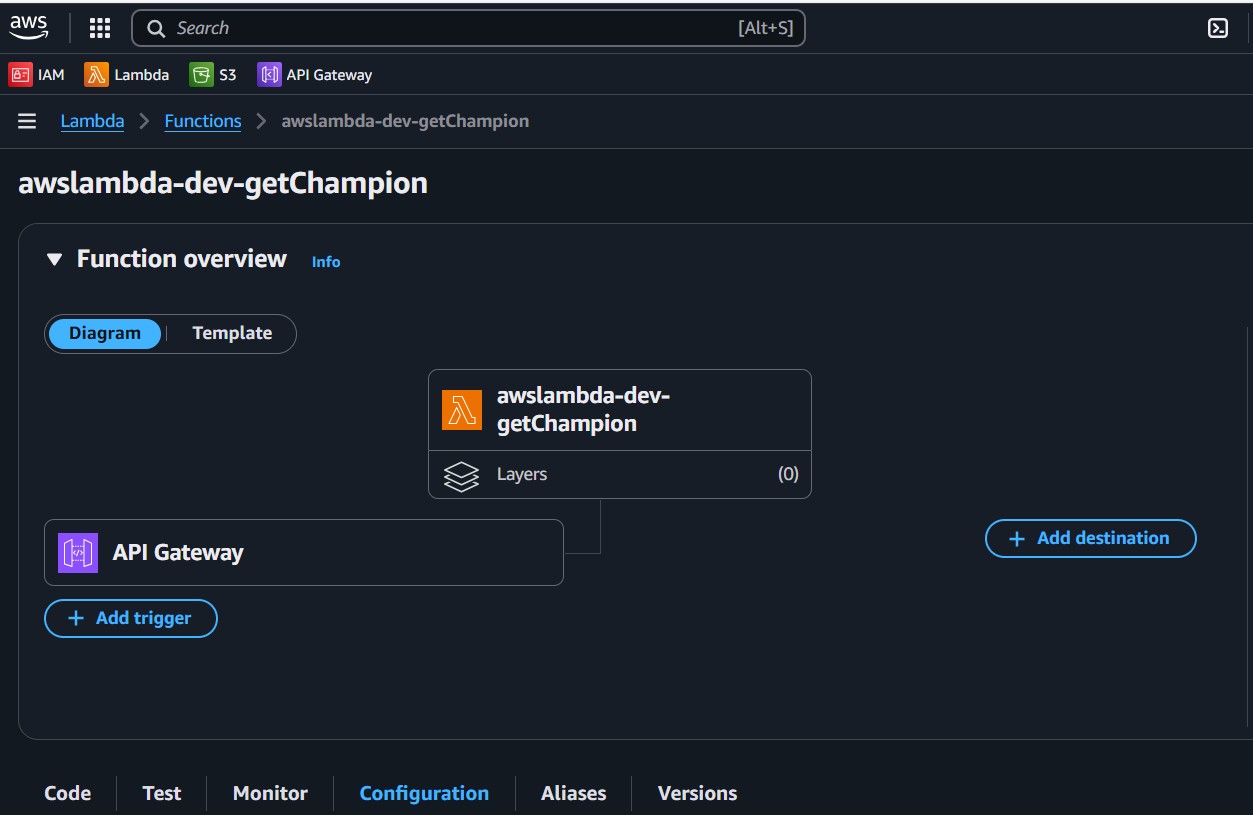 aws
Search [Alt+S]
IAM Lambda S3 API Gateway
Lambda Functions awslambda-dev-getChampion
awslambda-dev-getChampion
Function overview Info
Diagram Template
awslambda-dev-
getChampion
Layers (0)
API Gateway
Add destination
Add trigger
Code Test Monitor Configuration Aliases Versions